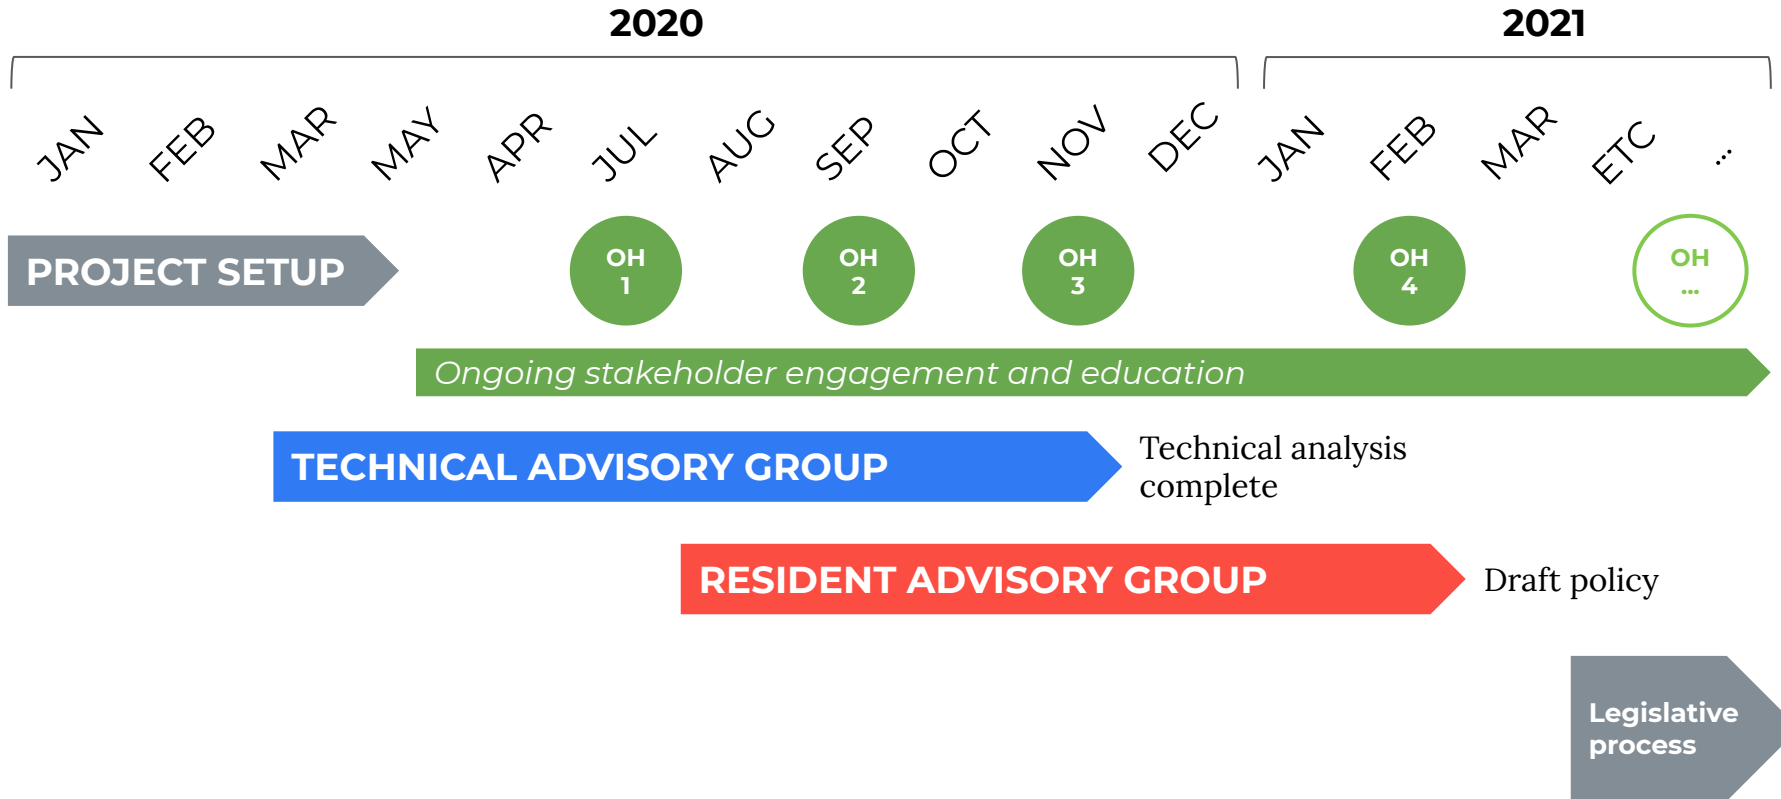 2020
2021
JAN
FEB
MAR
MAY
APR
JUL
AUG
SEP
OCT
NOV
DEC
JAN
FEB
MAR
ETC
...
PROJECT SETUP
OH
1
OH
2
OH
3
OH
4
OH
...
Ongoing stakeholder engagement and education
TECHNICAL ADVISORY GROUP
Technical analysis
complete
RESIDENT ADVISORY GROUP
Draft policy
Legislative
process